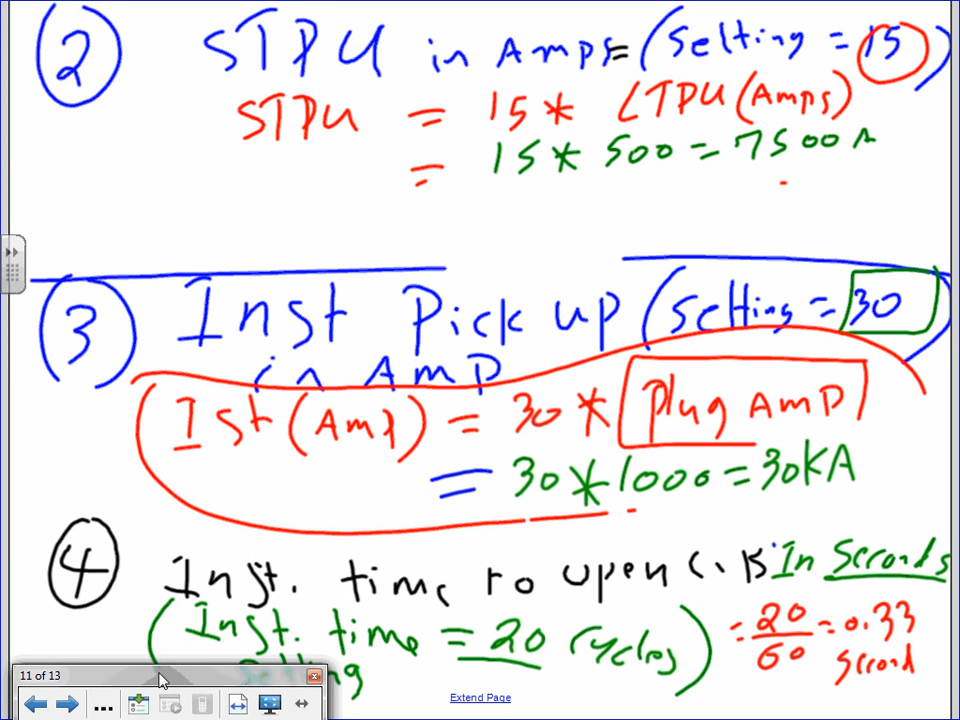 ② STPU in Amps = (Setting = 15)
STPU = 15 * LTPU (Amps)
= 15 * 500 = 7500 A
③ Inst Pick up (Setting = 30)
in AMP
Ist (Amp) = 30 * plug AMP
= 30 * 1000 = 30KA
④ Inst. time to open C.B In Seconds
(Inst. time = 20 cycles) = 20/60 = 0.33
Setting second
11 of 13
Extend Page